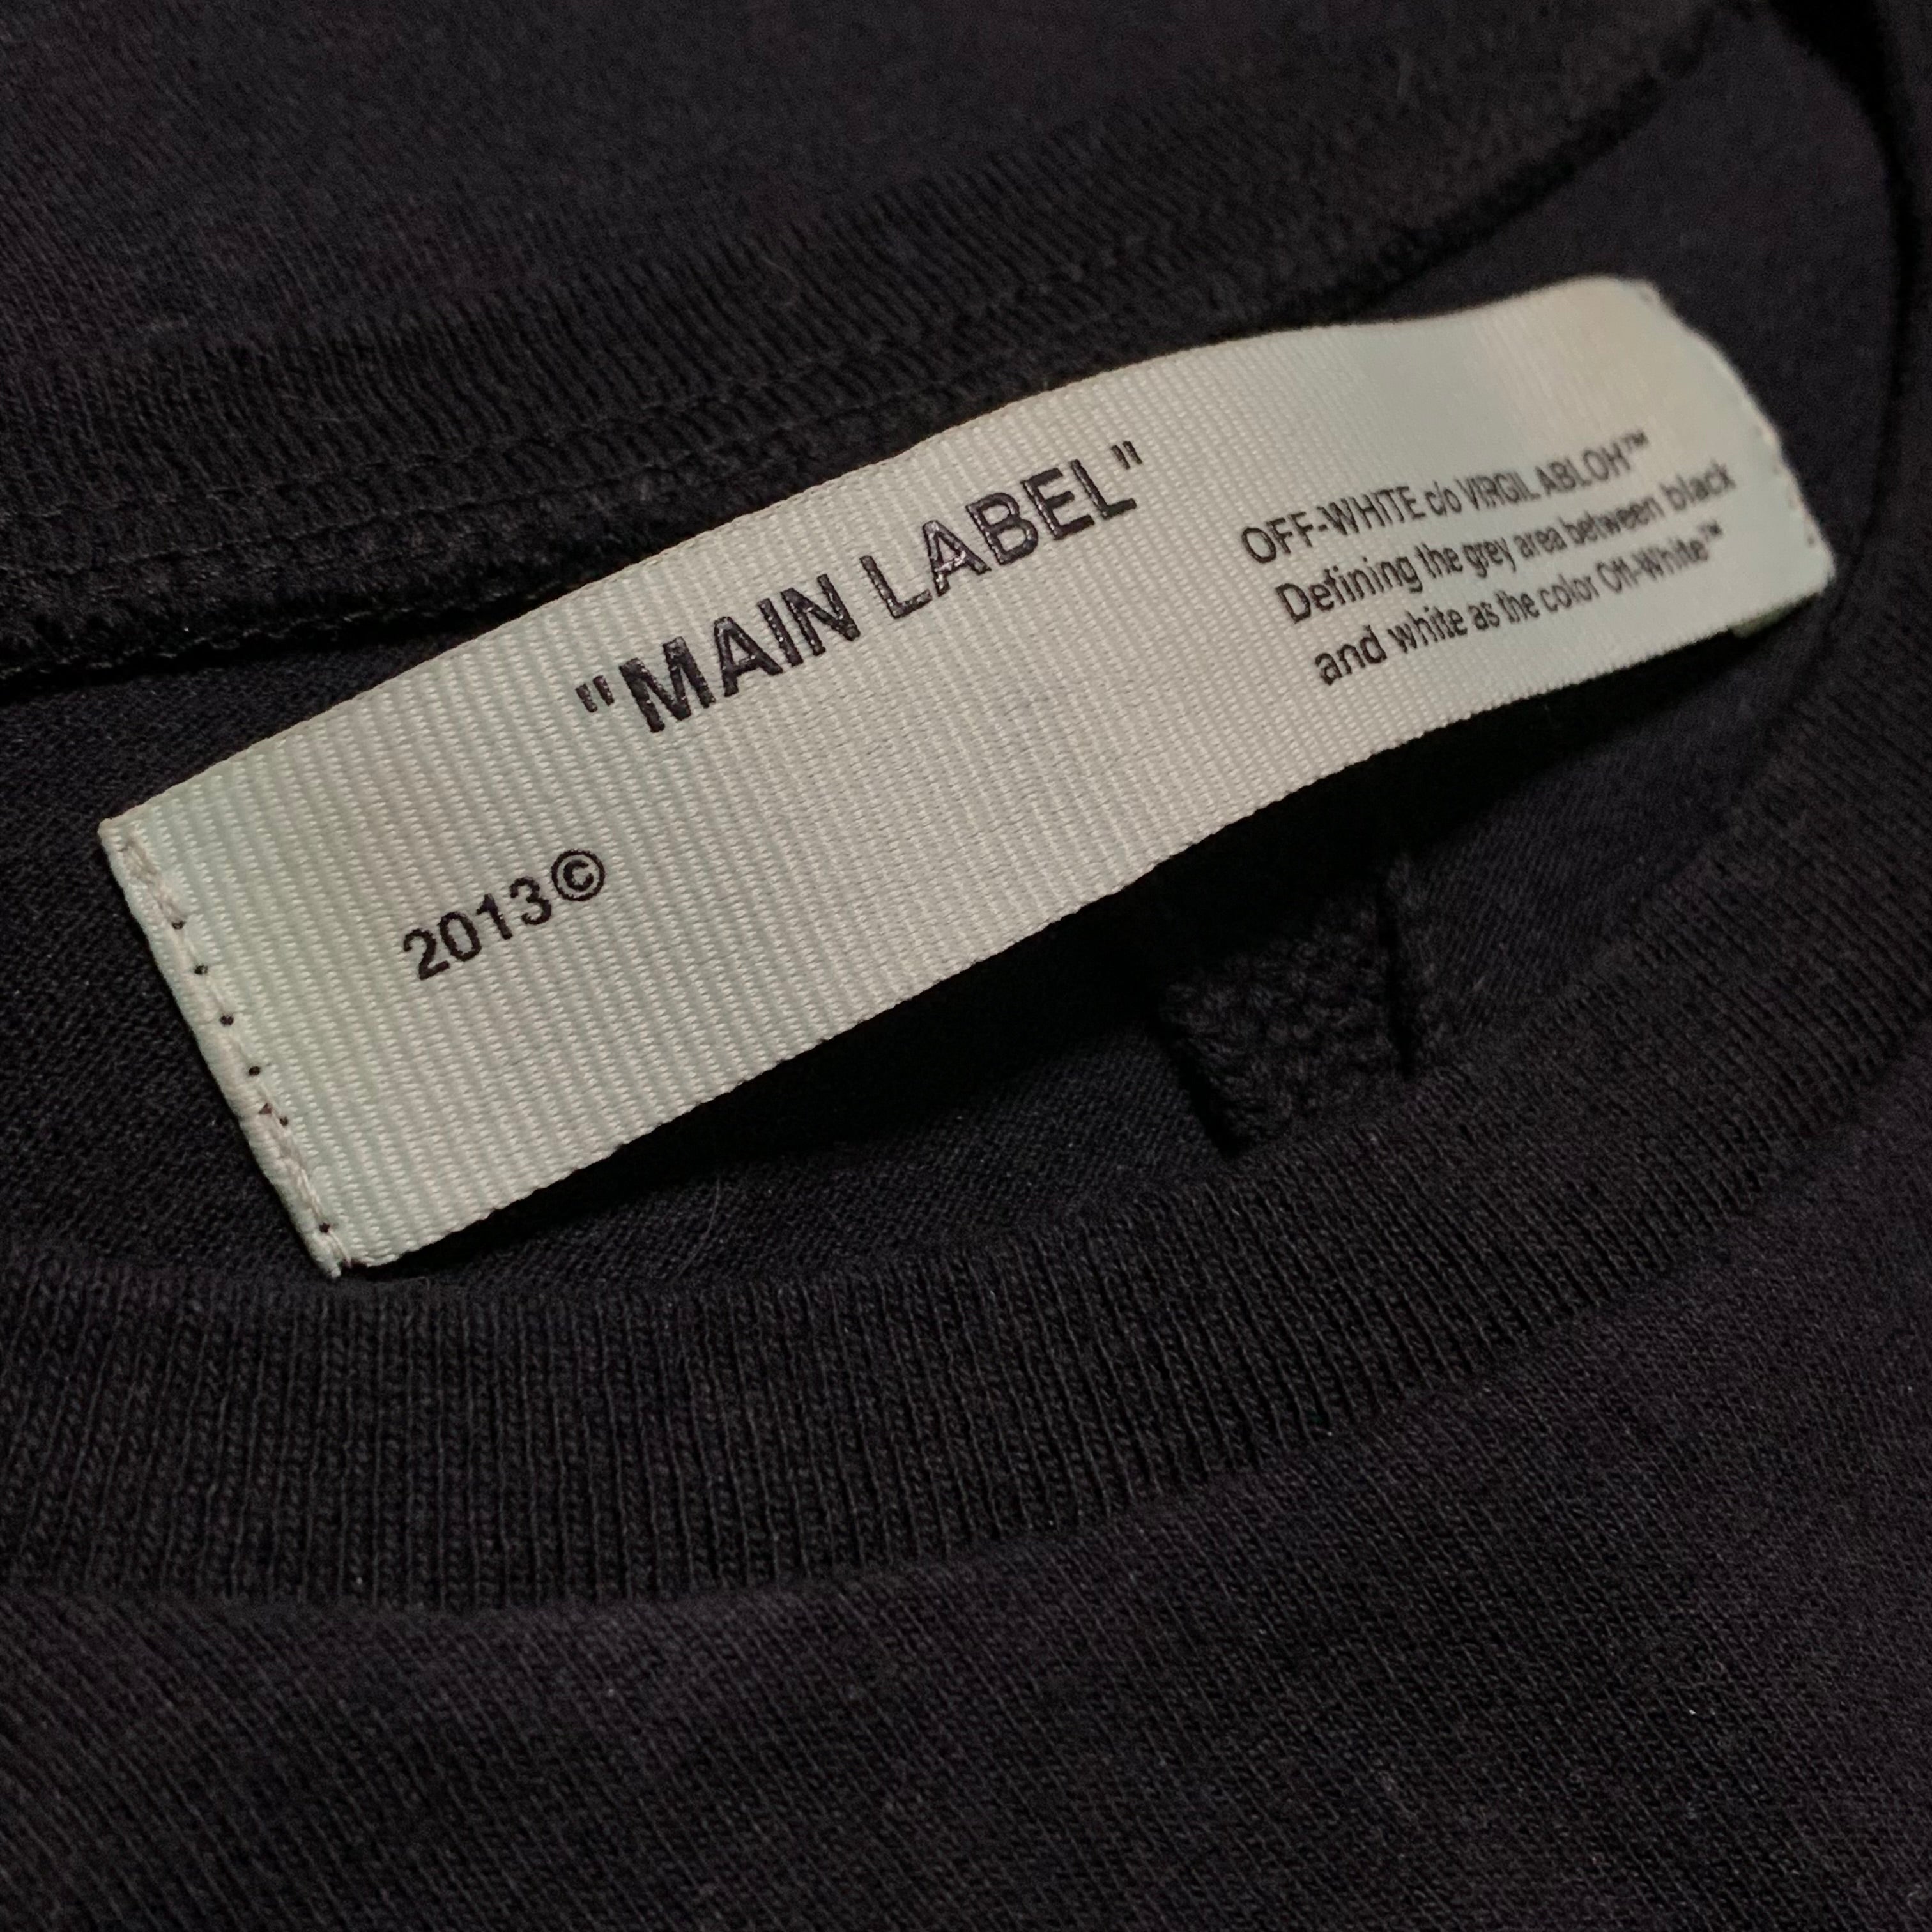 "MAIN LABEL"
OFF-WHITE c/o VIRGIL ABLOH™
Defining the grey area between black
and white as the color Off-White™
2013©